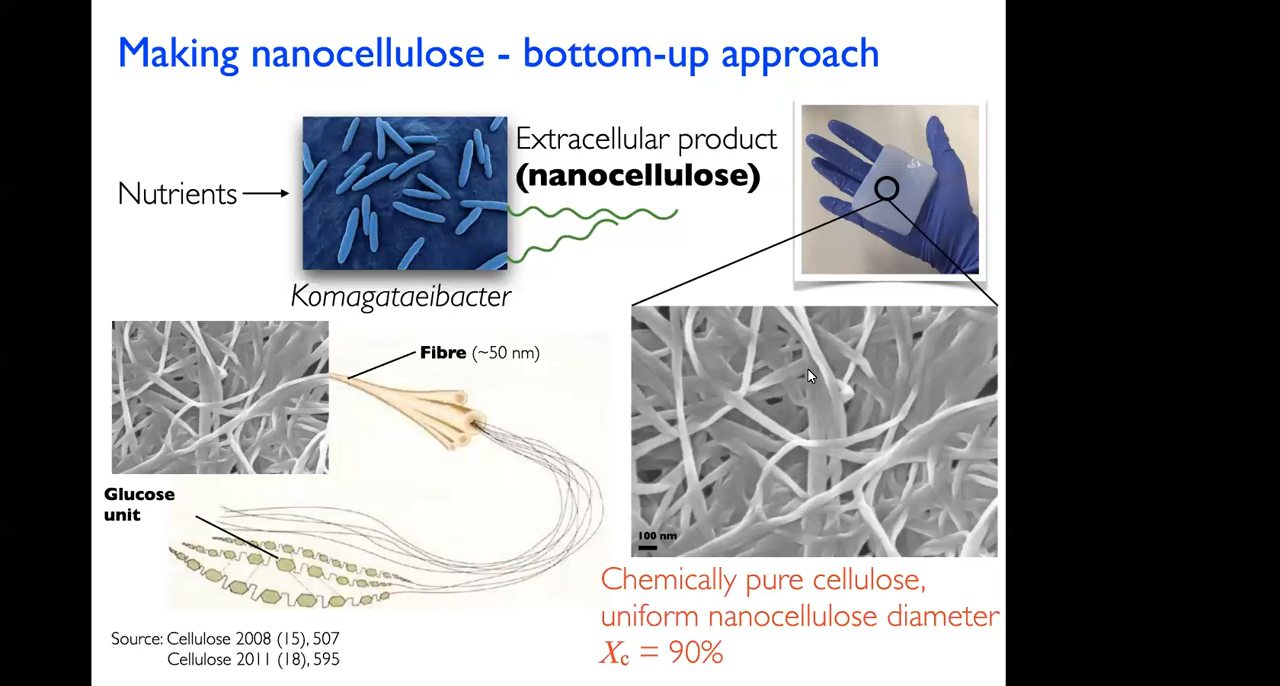 Making nanocellulose - bottom-up approach
Extracellular product
(nanocellulose)
Nutrients
Komagataeibacter
Fibre (~50 nm)
Glucose
unit
100 nm
Chemically pure cellulose,
uniform nanocellulose diameter
Xc = 90%
Source: Cellulose 2008 (15), 507
Cellulose 2011 (18), 595